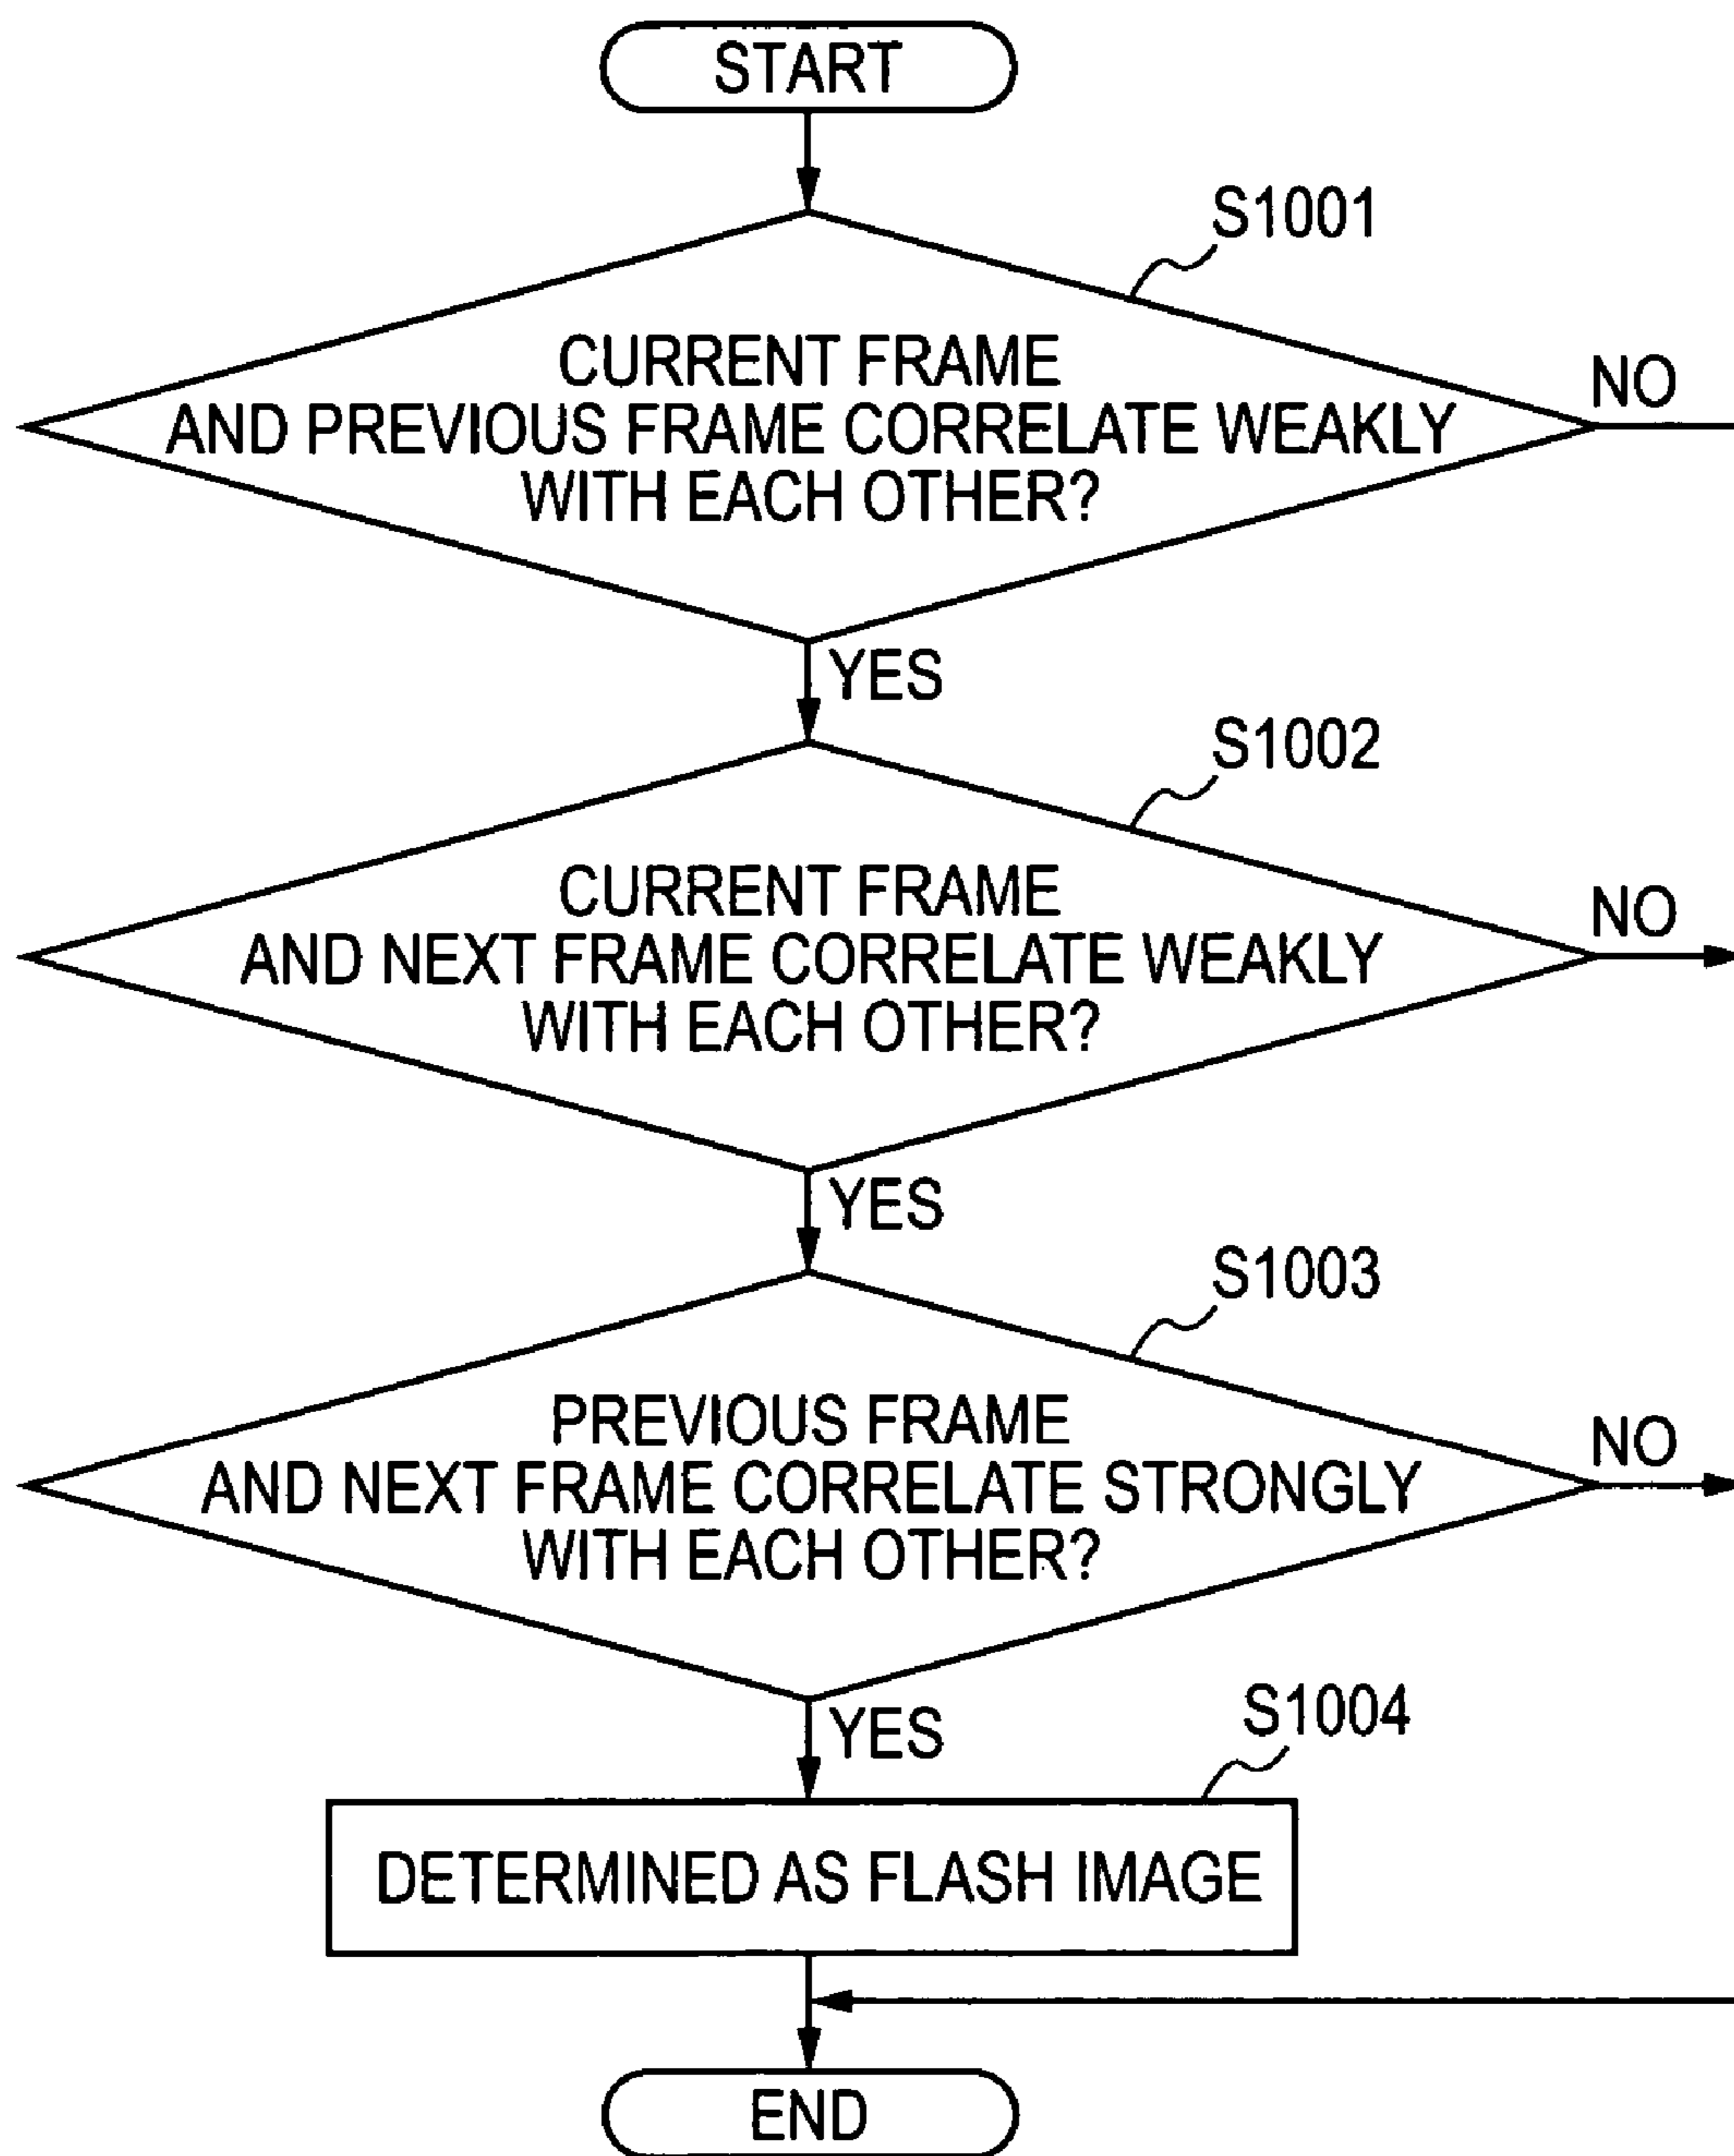 START
S1001
CURRENT FRAME
AND PREVIOUS FRAME CORRELATE WEAKLY
WITH EACH OTHER?
NO
YES
S1002
CURRENT FRAME
AND NEXT FRAME CORRELATE WEAKLY
WITH EACH OTHER?
NO
YES
S1003
PREVIOUS FRAME
AND NEXT FRAME CORRELATE STRONGLY
WITH EACH OTHER?
NO
YES
S1004
DETERMINED AS FLASH IMAGE
END